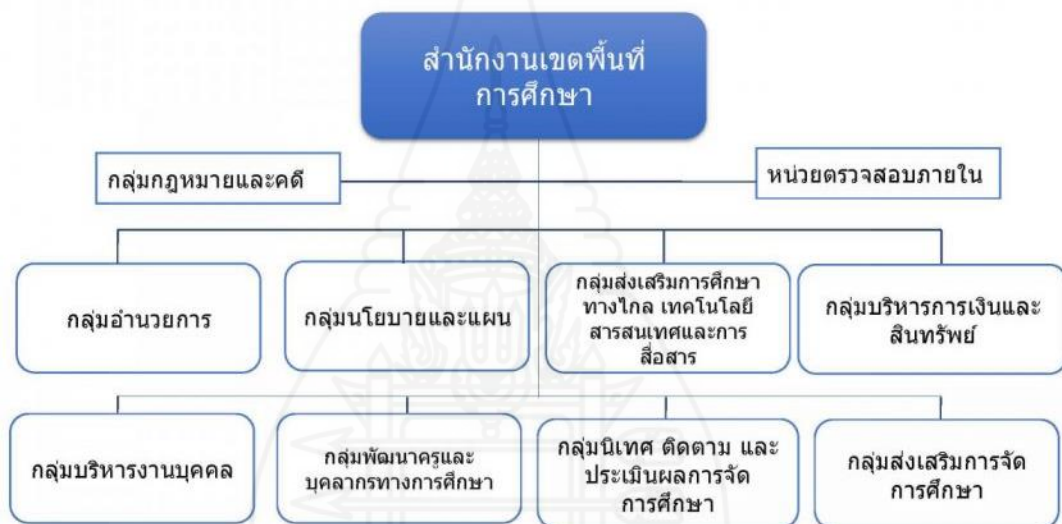 สำนักงานเขตพื้นที่
การศึกษา
กลุ่มกฎหมายและคดี
หน่วยตรวจสอบภายใน
กลุ่มอำนวยการ
กลุ่มนโยบายและแผน
กลุ่มส่งเสริมการศึกษา
ทางไกล เทคโนโลยี
สารสนเทศและการ
สื่อสาร
กลุ่มบริหารการเงินและ
สินทรัพย์
กลุ่มบริหารงานบุคคล
กลุ่มพัฒนาครูและ
บุคลากรทางการศึกษา
กลุ่มนิเทศ ติดตาม และ
ประเมินผลการจัด
การศึกษา
กลุ่มส่งเสริมการจัด
การศึกษา